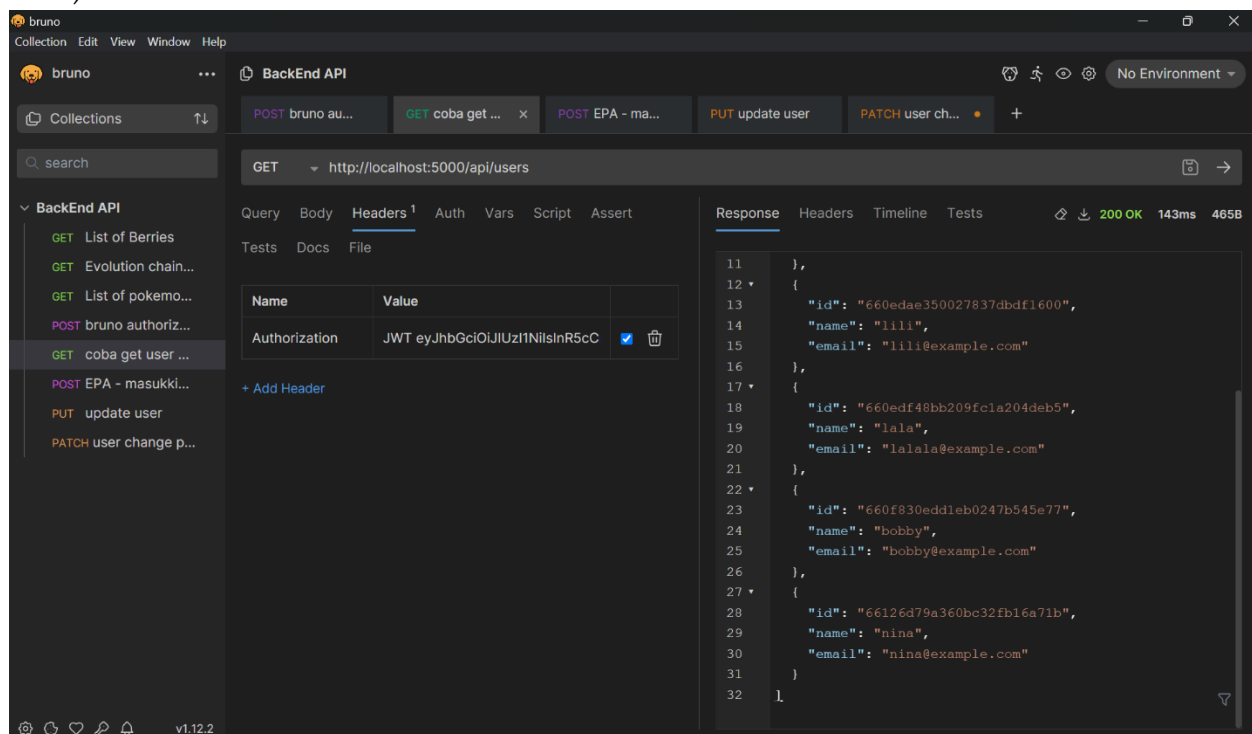 bruno
Collection Edit View Window Help
bruno
BackEnd API
No Environment
Collections
POST bruno au...
GET coba get ...
POST EPA - ma...
PUT update user
PATCH user ch...
search
GET http://localhost:5000/api/users
BackEnd API
GET List of Berries
GET Evolution chain...
GET List of pokemo...
POST bruno authoriz...
GET coba get user ...
POST EPA - masukki...
PUT update user
PATCH user change p...
Query Body Headers 1 Auth Vars Script Assert
Tests Docs File
Name Value
Authorization JWT eyJhbGciOiJIUzI1NiIsInR5cC
+ Add Header
Response Headers Timeline Tests 200 OK 143ms 465B
11 },
12 {
13 "id": "660edae350027837dbdf1600",
14 "name": "lili",
15 "email": "lili@example.com"
16 },
17 {
18 "id": "660edf48bb209fc1a204deb5",
19 "name": "lala",
20 "email": "lalala@example.com"
21 },
22 {
23 "id": "660f830edd1eb0247b545e77",
24 "name": "bobby",
25 "email": "bobby@example.com"
26 },
27 {
28 "id": "66126d79a360bc32fb16a71b",
29 "name": "nina",
30 "email": "nina@example.com"
31 }
32 ]
v1.12.2